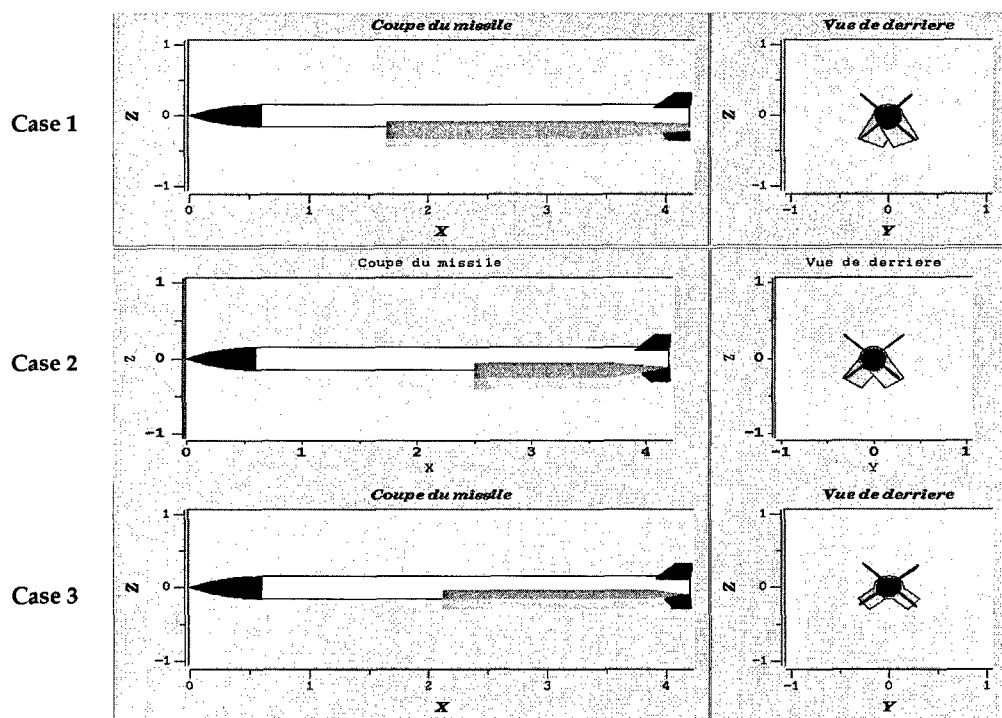 Coupe du missile Vue de derriere
1 1
Case 1 Z 0 Z 0
-1 -1
0 1 2 3 4 -1 0 1
X Y
Coupe du missile Vue de derriere
1 1
Case 2 Z 0 Z 0
-1 -1
0 1 2 3 4 -1 0 1
X Y
Coupe du missile Vue de derriere
1 1
Case 3 Z 0 Z 0
-1 -1
0 1 2 3 4 -1 0 1
X Y